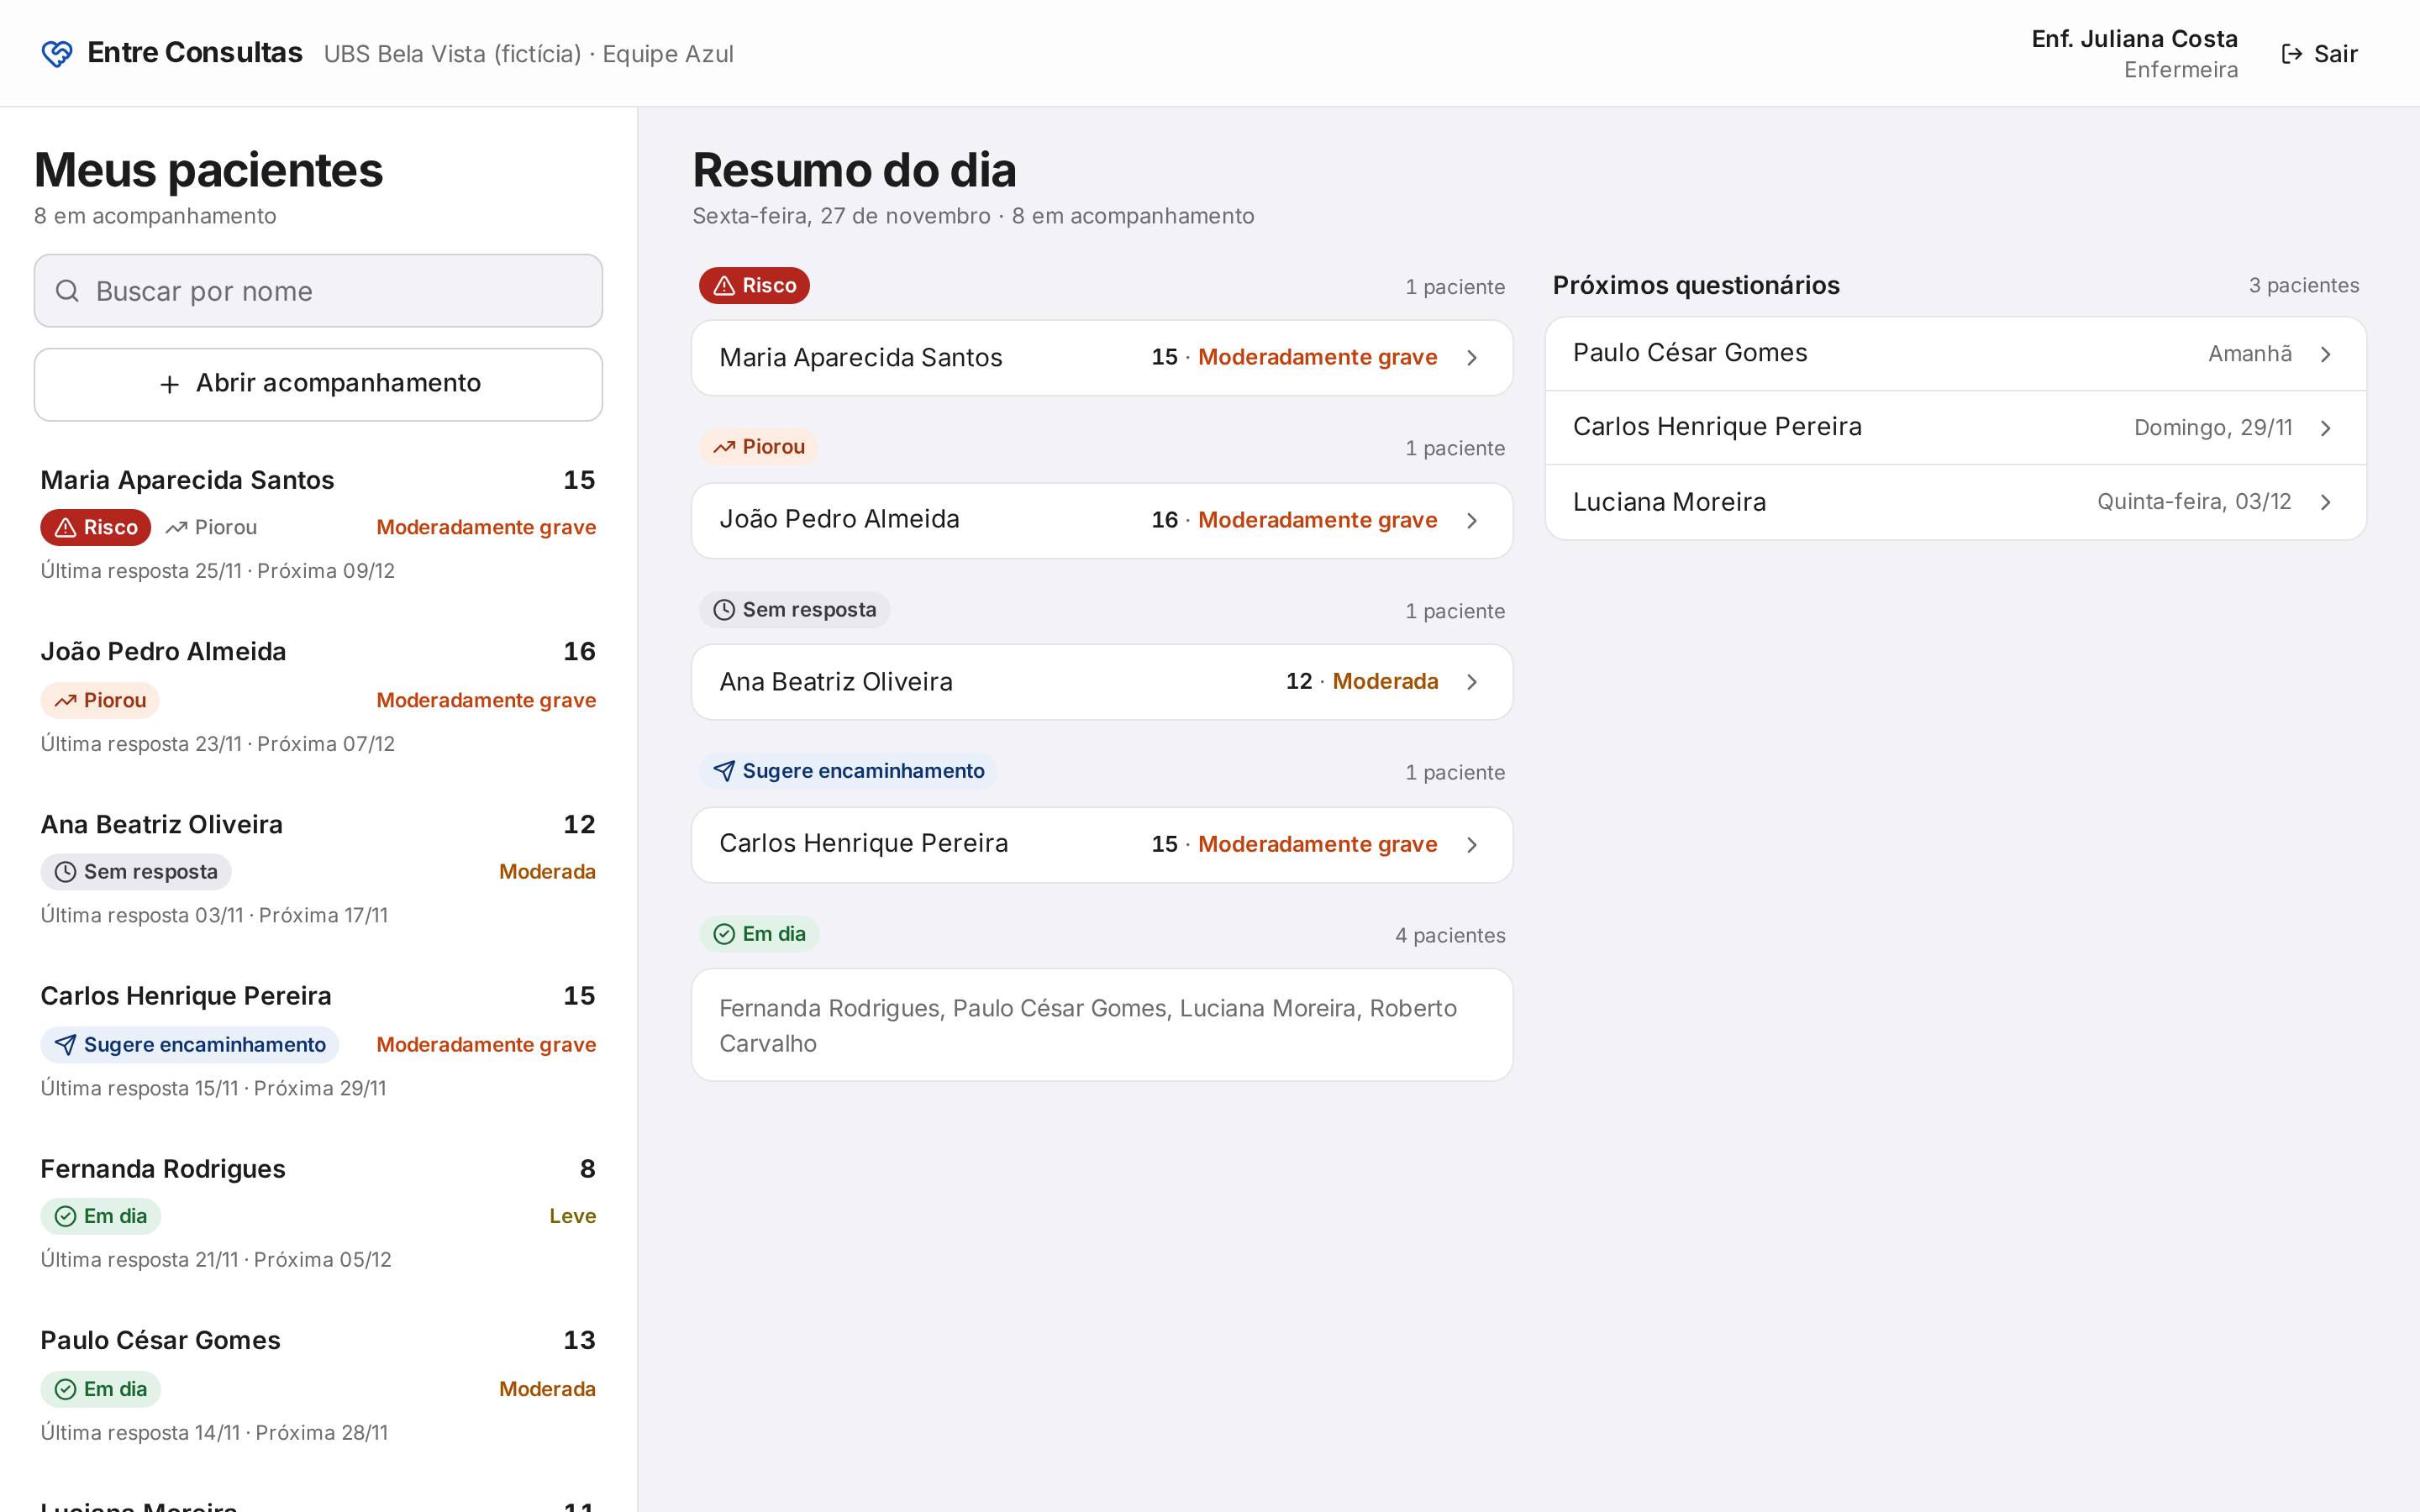 Entre Consultas
UBS Bela Vista (fictícia) · Equipe Azul
Enf. Juliana Costa
Enfermeira
Sair
Meus pacientes
8 em acompanhamento
Buscar por nome
Abrir acompanhamento
Maria Aparecida Santos 15
Risco Piorou Moderadamente grave
Última resposta 25/11 · Próxima 09/12
João Pedro Almeida 16
Piorou Moderadamente grave
Última resposta 23/11 · Próxima 07/12
Ana Beatriz Oliveira 12
Sem resposta Moderada
Última resposta 03/11 · Próxima 17/11
Carlos Henrique Pereira 15
Sugere encaminhamento Moderadamente grave
Última resposta 15/11 · Próxima 29/11
Fernanda Rodrigues 8
Em dia Leve
Última resposta 21/11 · Próxima 05/12
Paulo César Gomes 13
Em dia Moderada
Última resposta 14/11 · Próxima 28/11
Luciana Moreira 11
Resumo do dia
Sexta-feira, 27 de novembro · 8 em acompanhamento
Risco 1 paciente
Maria Aparecida Santos 15 · Moderadamente grave
Piorou 1 paciente
João Pedro Almeida 16 · Moderadamente grave
Sem resposta 1 paciente
Ana Beatriz Oliveira 12 · Moderada
Sugere encaminhamento 1 paciente
Carlos Henrique Pereira 15 · Moderadamente grave
Em dia 4 pacientes
Fernanda Rodrigues, Paulo César Gomes, Luciana Moreira, Roberto
Carvalho
Próximos questionários 3 pacientes
Paulo César Gomes Amanhã
Carlos Henrique Pereira Domingo, 29/11
Luciana Moreira Quinta-feira, 03/12